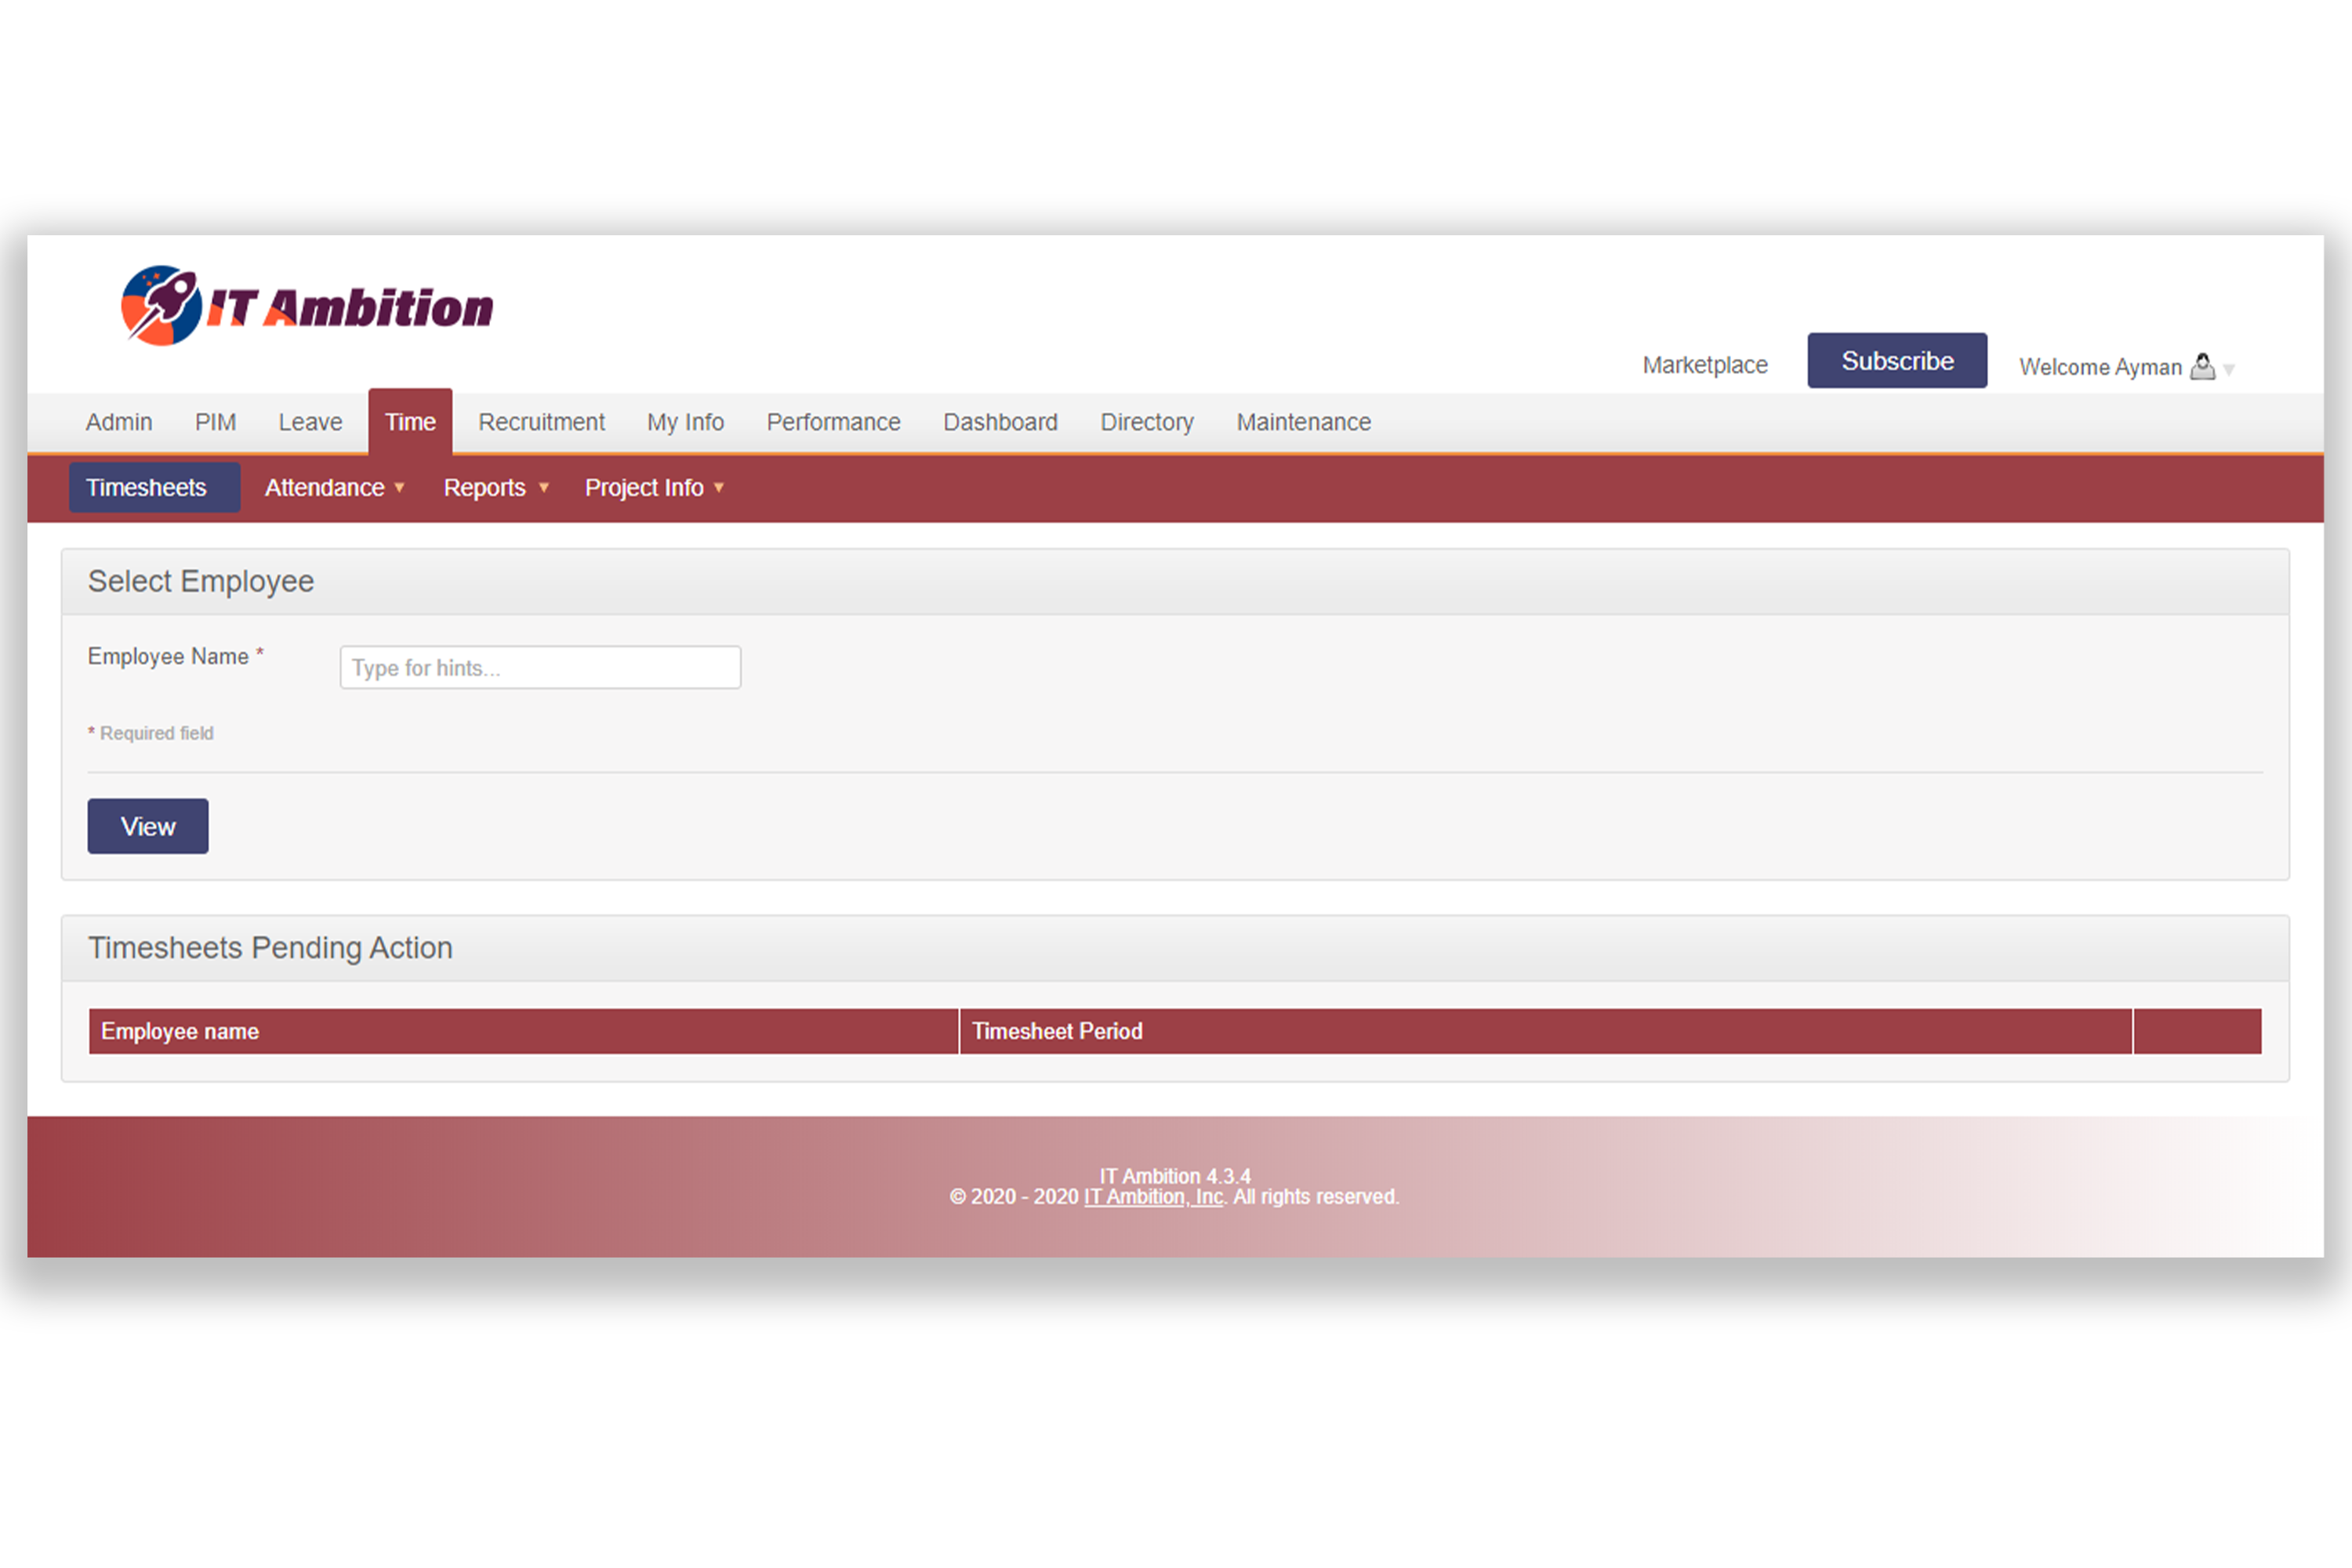 IT Ambition
Marketplace Subscribe Welcome Ayman
Admin PIM Leave Time Recruitment My Info Performance Dashboard Directory Maintenance
Timesheets Attendance Reports Project Info
Select Employee
Employee Name * Type for hints...
* Required field
View
Timesheets Pending Action
Employee name Timesheet Period
IT Ambition 4.3.4
© 2020 - 2020 IT Ambition, Inc. All rights reserved.